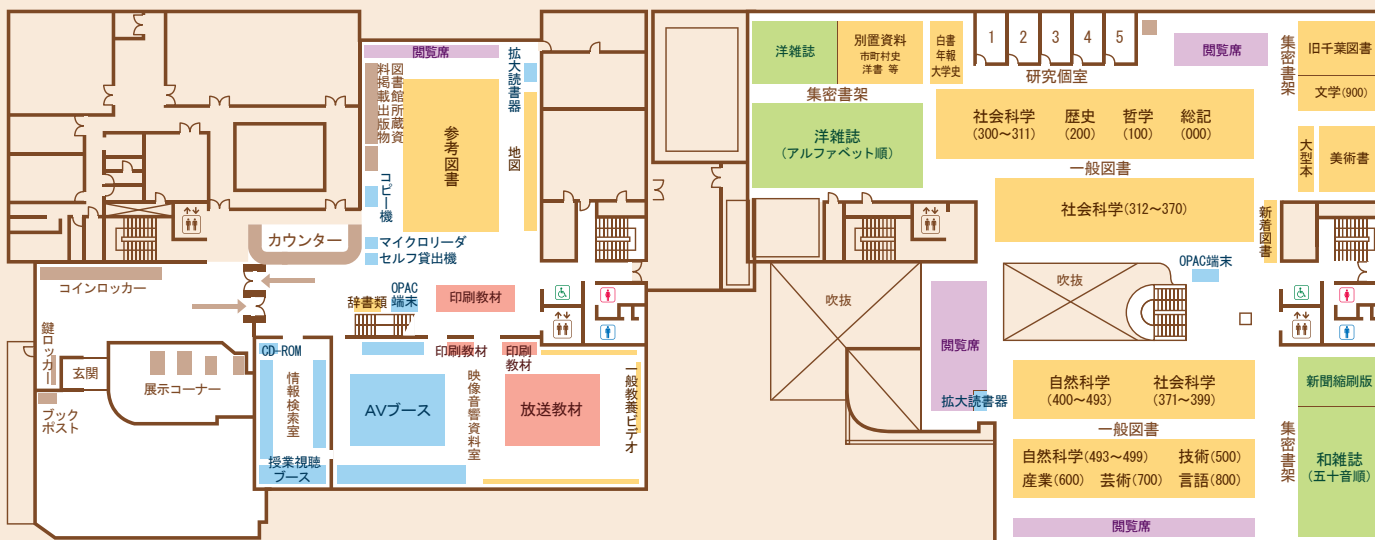 閲覧席
図書館所蔵資
料掲載出版物
参考図書
拡大読書器
地図
コピー機
マイクロリーダ
セルフ貸出機
カウンター
コインロッカー
辞書類
OPAC
端末
印刷教材
鍵ロッカー
玄関
展示コーナー
ブック
ポスト
CD-ROM
情報検索室
授業視聴
ブース
AVブース
印刷教材
印刷
教材
映像音響資料室
放送教材
一般教養ビデオ
洋雑誌
別置資料
市町村史
洋書 等
白書
年報
大学史
集密書架
洋雑誌
(アルファベット順)
1
2
3
4
5
研究個室
閲覧席
集密書架
旧千葉図書
文学(900)
社会科学
(300～311)
歴史
(200)
哲学
(100)
総記
(000)
一般図書
大型本
美術書
社会科学(312～370)
新着図書
OPAC端末
吹抜
吹抜
閲覧席
拡大読書器
自然科学
(400～493)
社会科学
(371～399)
一般図書
自然科学(493～499)
技術(500)
産業(600)
芸術(700)
言語(800)
閲覧席
新聞縮刷版
集密書架
和雑誌
(五十音順)